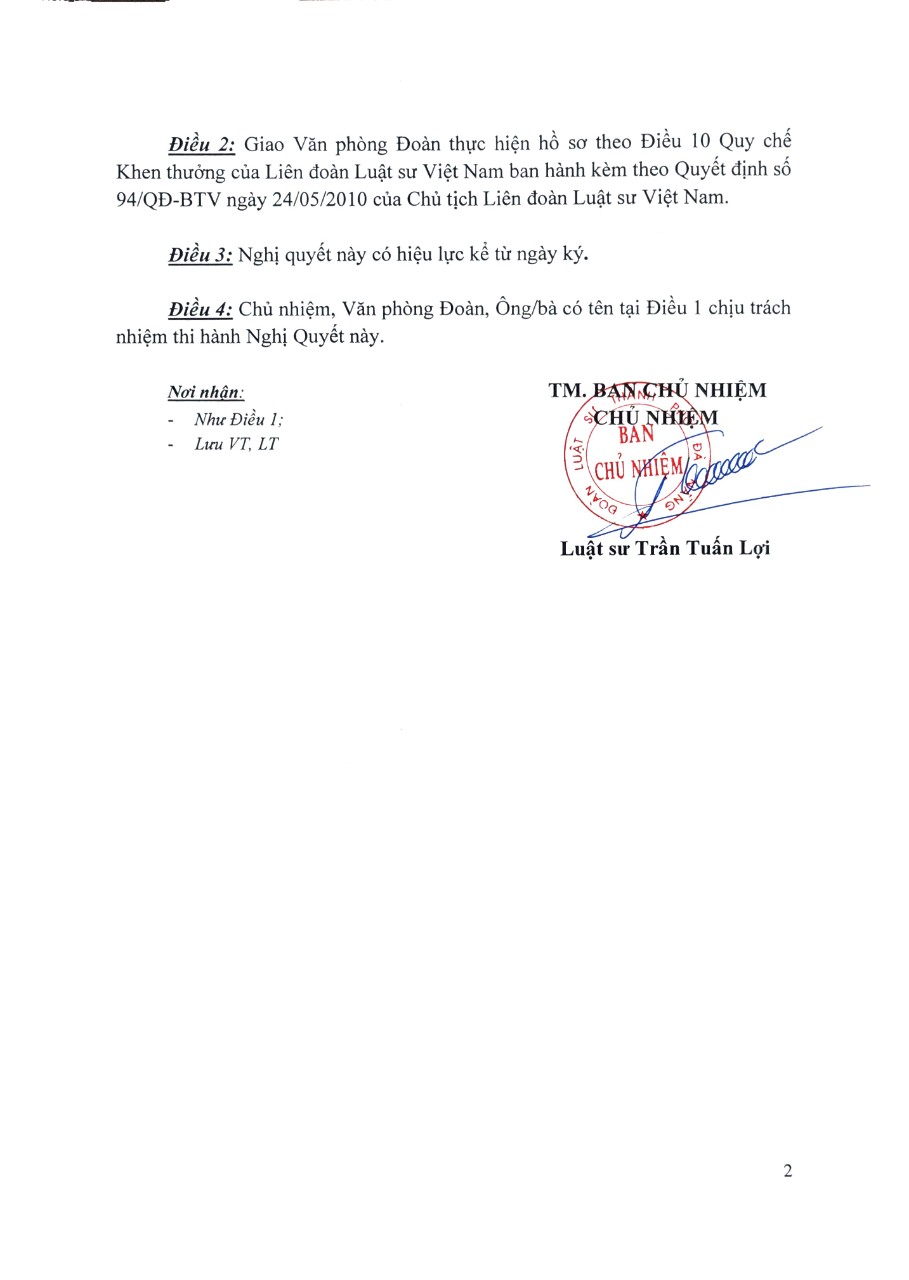 Điều 2: Giao Văn phòng Đoàn thực hiện hồ sơ theo Điều 10 Quy chế
Khen thưởng của Liên đoàn Luật sư Việt Nam ban hành kèm theo Quyết định số
94/QĐ-BTV ngày 24/05/2010 của Chủ tịch Liên đoàn Luật sư Việt Nam.
Điều 3: Nghị quyết này có hiệu lực kể từ ngày ký.
Điều 4: Chủ nhiệm, Văn phòng Đoàn, Ông/bà có tên tại Điều 1 chịu trách
nhiệm thi hành Nghị Quyết này.
Nơi nhận:
- Như Điều 1;
- Lưu VT, LT
TM. BAN CHỦ NHIỆM
CHỦ NHIỆM
ĐOÀN LUẬT SƯ THÀNH PHỐ ĐÀ NẴNG
BAN
CHỦ NHIỆM
Luật sư Trần Tuấn Lợi
2